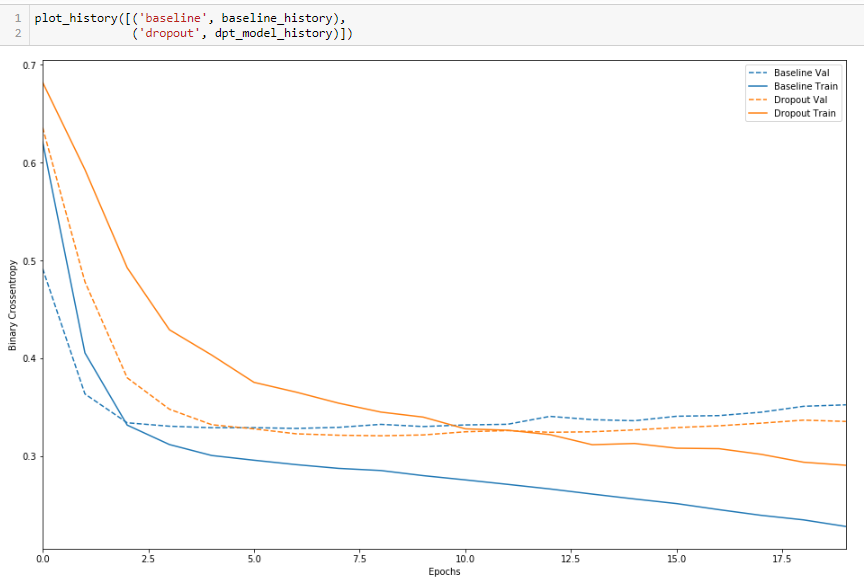 1 plot_history([('baseline', baseline_history),
2 ('dropout', dpt_model_history)])
0.7
0.6
0.5
0.4
0.3
Binary Crossentropy
Baseline Val
Baseline Train
Dropout Val
Dropout Train
0.0 2.5 5.0 7.5 10.0 12.5 15.0 17.5
Epochs